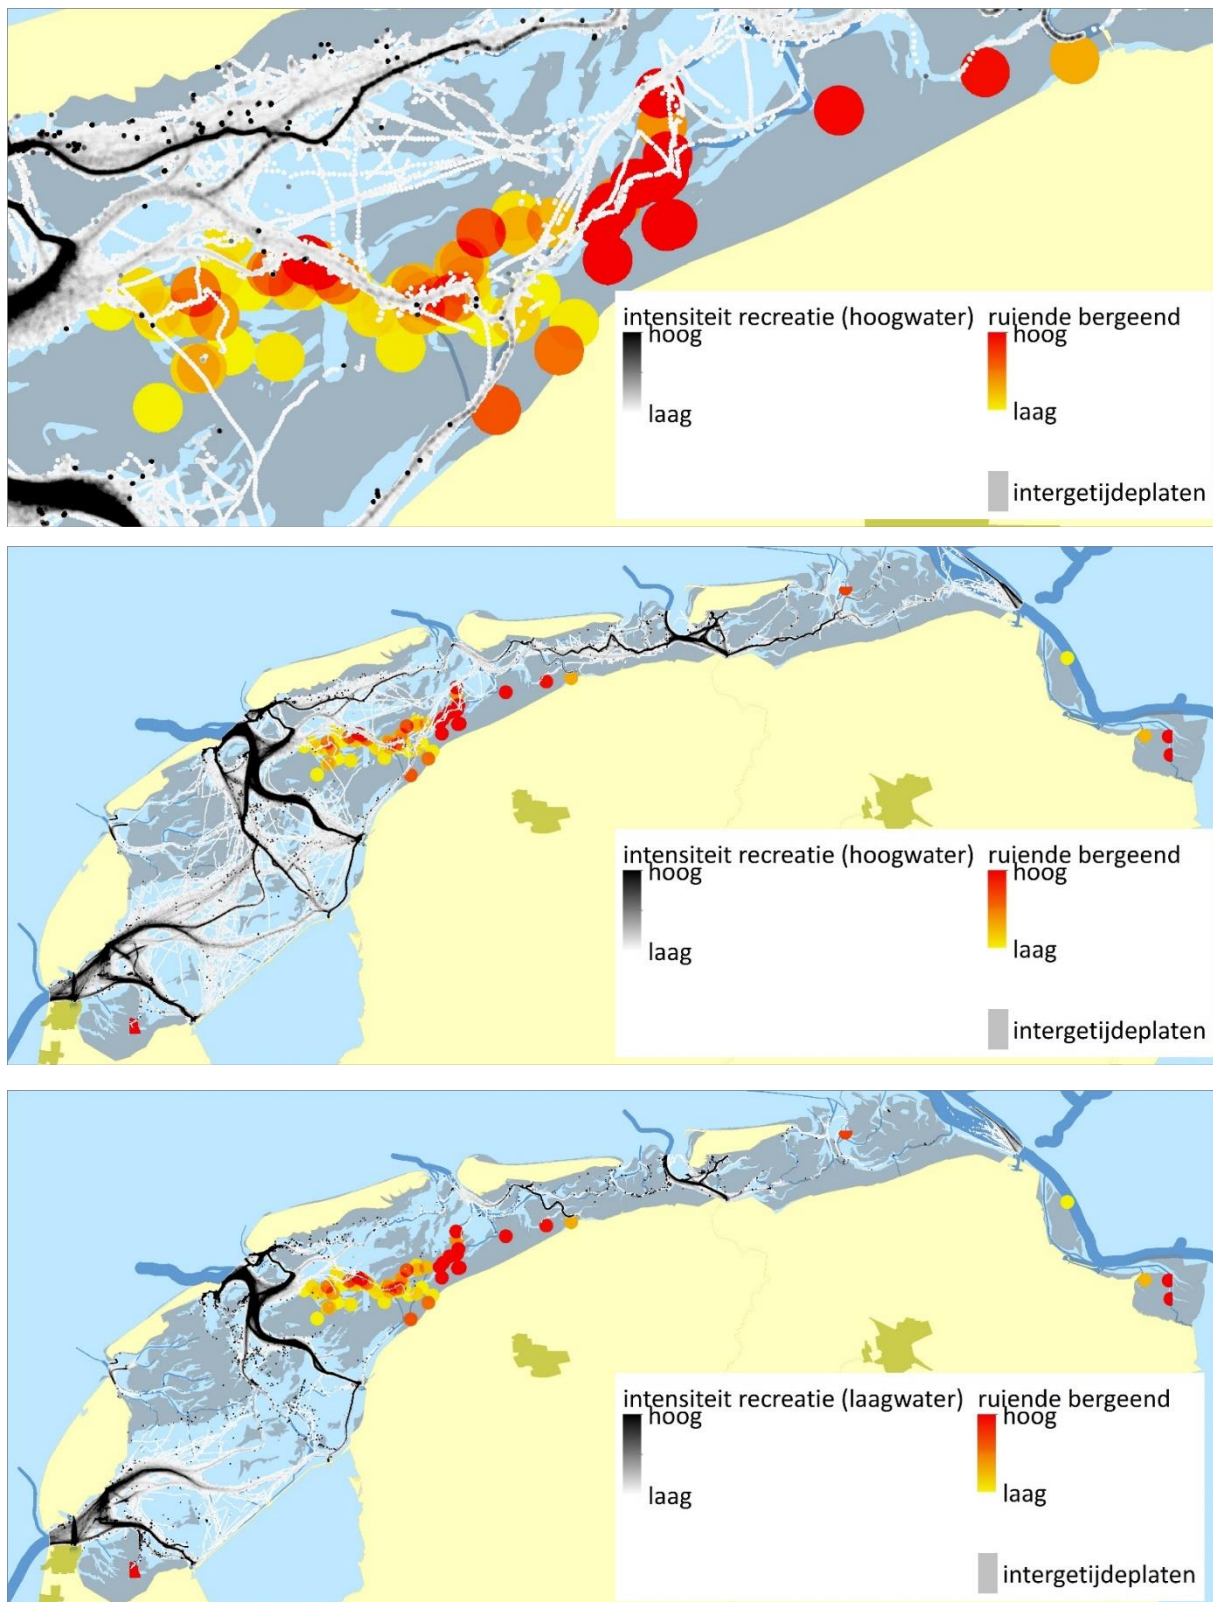 intensiteit recreatie (hoogwater) ruiende bergeend
hoog hoog
laag laag
intergetijdeplaten
intensiteit recreatie (hoogwater) ruiende bergeend
hoog hoog
laag laag
intergetijdeplaten
intensiteit recreatie (laagwater) ruiende bergeend
hoog hoog
laag laag
intergetijdeplaten